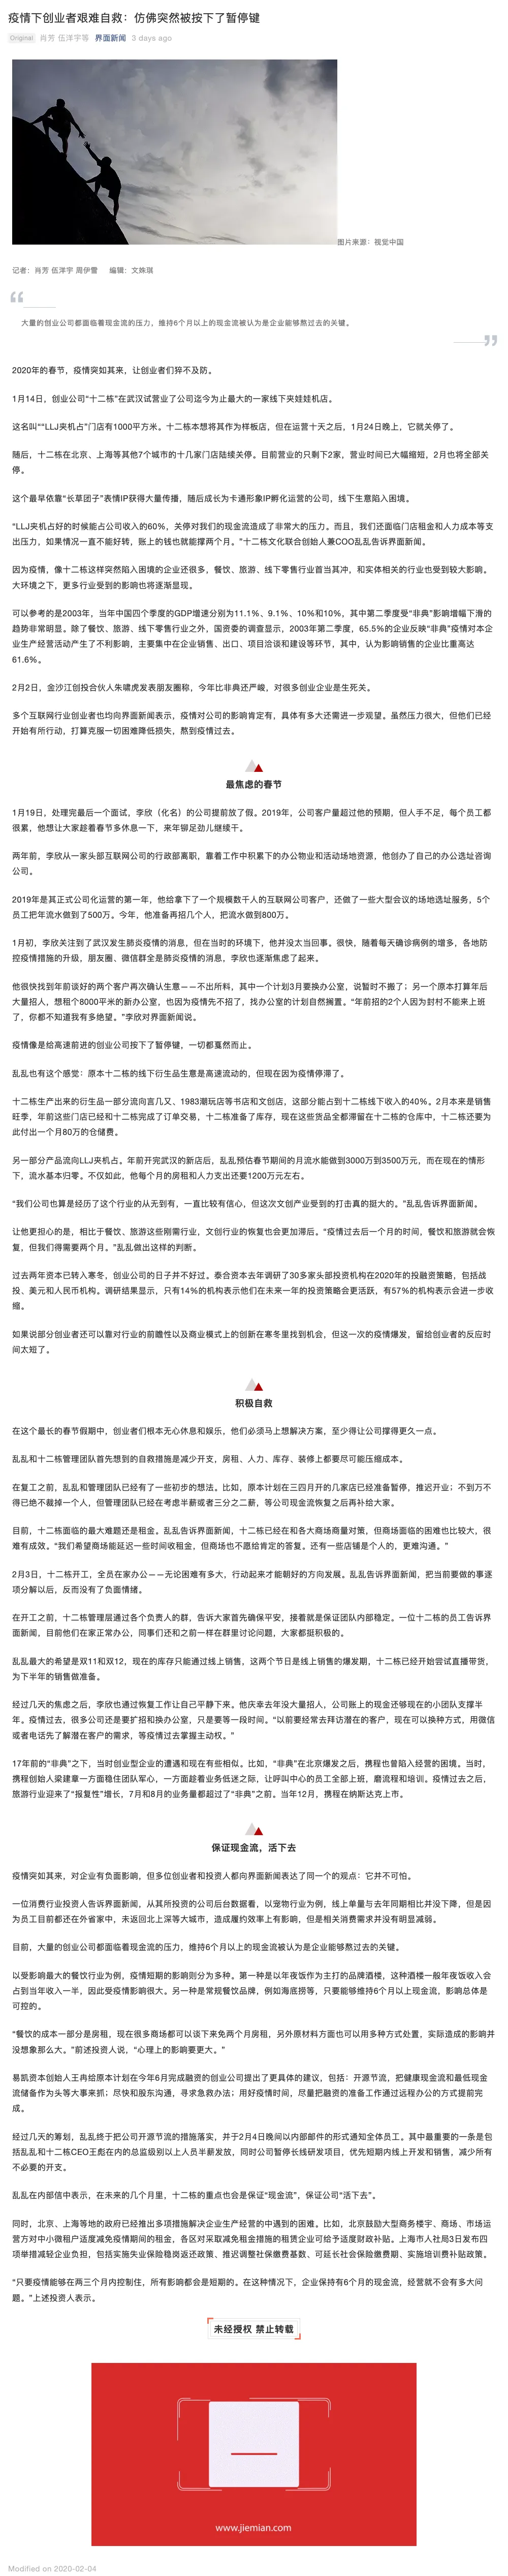 疫情下创业者艰难自救：仿佛突然被按下了暂停键
Original 肖芳 伍洋宇等 界面新闻 3 days ago
图片来源：视觉中国
记者：肖芳 伍洋宇 周伊雪 编辑：文姝琪
“
大量的创业公司都面临着现金流的压力，维持6个月以上的现金流被认为是企业能够熬过去的关键。
”
2020年的春节，疫情突如其来，让创业者们猝不及防。
1月14日，创业公司“十二栋”在武汉试营业了公司迄今为止最大的一家线下夹娃娃机店。
这名叫““LLJ夹机占”门店有1000平方米。十二栋本想将其作为样板店，但在运营十天之后，1月24日晚上，它就关停了。
随后，十二栋在北京、上海等其他7个城市的十几家门店陆续关停。目前营业的只剩下2家，营业时间已大幅缩短，2月也将全部关
停。
这个最早依靠“长草团子”表情IP获得大量传播，随后成长为卡通形象IP孵化运营的公司，线下生意陷入困境。
“LLJ夹机占好的时候能占公司收入的60%，关停对我们的现金流造成了非常大的压力。而且，我们还面临门店租金和人力成本等支
出压力，如果情况一直不能好转，账上的钱也就能撑两个月。”十二栋文化联合创始人兼COO乱乱告诉界面新闻。
因为疫情，像十二栋这样突然陷入困境的企业还很多，餐饮、旅游、线下零售行业首当其冲，和实体相关的行业也受到较大影响。
大环境之下，更多行业受到的影响也将逐渐显现。
可以参考的是2003年，当年中国四个季度的GDP增速分别为11.1%、9.1%、10%和10%，其中第二季度受“非典”影响增幅下滑的
趋势非常明显。除了餐饮、旅游、线下零售行业之外，国资委的调查显示，2003年第二季度，65.5%的企业反映“非典”疫情对本企
业生产经营活动产生了不利影响，主要集中在企业销售、出口、项目洽谈和建设等环节，其中，认为影响销售的企业比重高达
61.6%。
2月2日，金沙江创投合伙人朱啸虎发表朋友圈称，今年比非典还严峻，对很多创业企业是生死关。
多个互联网行业创业者也均向界面新闻表示，疫情对公司的影响肯定有，具体有多大还需进一步观望。虽然压力很大，但他们已经
开始有所行动，打算克服一切困难降低损失，熬到疫情过去。
最焦虑的春节
1月19日，处理完最后一个面试，李欣（化名）的公司提前放了假。2019年，公司客户量超过他的预期，但人手不足，每个员工都
很累，他想让大家趁着春节多休息一下，来年铆足劲儿继续干。
两年前，李欣从一家头部互联网公司的行政部离职，靠着工作中积累下的办公物业和活动场地资源，他创办了自己的办公选址咨询
公司。
2019年是其正式公司化运营的第一年，他给拿下了一个规模数千人的互联网公司客户，还做了一些大型会议的场地选址服务，5个
员工把年流水做到了500万。今年，他准备再招几个人，把流水做到800万。
1月初，李欣关注到了武汉发生肺炎疫情的消息，但在当时的环境下，他并没太当回事。很快，随着每天确诊病例的增多，各地防
控疫情措施的升级，朋友圈、微信群全是肺炎疫情的消息，李欣也逐渐焦虑了起来。
他很快找到年前谈好的两个客户再次确认生意——不出所料，其中一个计划3月要换办公室，说暂时不搬了；另一个原本打算年后
大量招人，想租个8000平米的新办公室，也因为疫情先不招了，找办公室的计划自然搁置。“年前招的2个人因为封村不能来上班
了，你都不知道我有多绝望。”李欣对界面新闻说。
疫情像是给高速前进的创业公司按下了暂停键，一切都戛然而止。
乱乱也有这个感觉：原本十二栋的线下衍生品生意是高速流动的，但现在因为疫情停滞了。
十二栋生产出来的衍生品一部分流向言几又、1983潮玩店等书店和文创店，这部分能占到十二栋线下收入的40%。2月本来是销售
旺季，年前这些门店已经和十二栋完成了订单交易，十二栋准备了库存，现在这些货品全都滞留在十二栋的仓库中，十二栋还要为
此付出一个月80万的仓储费。
另一部分产品流向LLJ夹机占。年前开完武汉的新店后，乱乱预估春节期间的月流水能做到3000万到3500万元，而在现在的情形
下，流水基本归零。不仅如此，他每个月的房租和人力支出还要1200万元左右。
“我们公司也算是经历了这个行业的从无到有，一直比较有信心，但这次文创产业受到的打击真的挺大的。”乱乱告诉界面新闻。
让他更担心的是，相比于餐饮、旅游这些刚需行业，文创行业的恢复也会更加滞后。“疫情过去后一个月的时间，餐饮和旅游就会恢
复，但我们得需要两个月。”乱乱做出这样的判断。
过去两年资本已转入寒冬，创业公司的日子并不好过。泰合资本去年调研了30多家头部投资机构在2020年的投融资策略，包括战
投、美元和人民币机构。调研结果显示，只有14%的机构表示他们在未来一年的投资策略会更活跃，有57%的机构表示会进一步收
缩。
如果说部分创业者还可以靠对行业的前瞻性以及商业模式上的创新在寒冬里找到机会，但这一次的疫情爆发，留给创业者的反应时
间太短了。
积极自救
在这个最长的春节假期中，创业者们根本无心休息和娱乐，他们必须马上想解决方案，至少得让公司撑得更久一点。
乱乱和十二栋管理团队首先想到的自救措施是减少开支，房租、人力、库存、装修上都要尽可能压缩成本。
在复工之前，乱乱和管理团队已经有了一些初步的想法。比如，原本计划在三四月开的几家店已经准备暂停，推迟开业；不到万不
得已绝不裁掉一个人，但管理团队已经在考虑半薪或者三分之二薪，等公司现金流恢复之后再补给大家。
目前，十二栋面临的最大难题还是租金。乱乱告诉界面新闻，十二栋已经在和各大商场商量对策，但商场面临的困难也比较大，很
难有成效。“我们希望商场能延迟一些时间收租金，但商场也不愿给肯定的答复。还有一些店铺是个人的，更难沟通。”
2月3日，十二栋开工，全员在家办公——无论困难有多大，行动起来才能朝好的方向发展。乱乱告诉界面新闻，把当前要做的事逐
项分解以后，反而没有了负面情绪。
在开工之前，十二栋管理层通过各个负责人的群，告诉大家首先确保平安，接着就是保证团队内部稳定。一位十二栋的员工告诉界
面新闻，目前他们在家正常办公，同事们还和之前一样在群里讨论问题，大家都挺积极的。
乱乱最大的希望是双11和双12，现在的库存只能通过线上销售，这两个节日是线上销售的爆发期，十二栋已经开始尝试直播带货，
为下半年的销售做准备。
经过几天的焦虑之后，李欣也通过恢复工作让自己平静下来。他庆幸去年没大量招人，公司账上的现金还够现在的小团队支撑半
年。疫情过去，很多公司还是要扩招和换办公室，只是要等一段时间。“以前要经常去拜访潜在的客户，现在可以换种方式，用微信
或者电话先了解潜在客户的需求，等疫情过去掌握主动权。”
17年前的“非典”之下，当时创业型企业的遭遇和现在有些相似。比如，“非典”在北京爆发之后，携程也曾陷入经营的困境。当时，
携程创始人梁建章一方面稳住团队军心，一方面趁着业务低迷之际，让呼叫中心的员工全部上班，磨流程和培训。疫情过去之后，
旅游行业迎来了“报复性”增长，7月和8月的业务量都超过了“非典”之前。当年12月，携程在纳斯达克上市。
保证现金流，活下去
疫情突如其来，对企业有负面影响，但多位创业者和投资人都向界面新闻表达了同一个的观点：它并不可怕。
一位消费行业投资人告诉界面新闻，从其所投资的公司后台数据看，以宠物行业为例，线上单量与去年同期相比并没下降，但是因
为员工目前都还在外省家中，未返回北上深等大城市，造成履约效率上有影响，但是相关消费需求并没有明显减弱。
目前，大量的创业公司都面临着现金流的压力，维持6个月以上的现金流被认为是企业能够熬过去的关键。
以受影响最大的餐饮行业为例，疫情短期的影响则分为多种。第一种是以年夜饭作为主打的品牌酒楼，这种酒楼一般年夜饭收入会
占到当年收入一半，因此受疫情影响很大。另一种是常规餐饮品牌，例如海底捞等，只要能够维持6个月以上现金流，影响总体是
可控的。
“餐饮的成本一部分是房租，现在很多商场都可以谈下来免两个月房租，另外原材料方面也可以用多种方式处置，实际造成的影响并
没想象那么大。”前述投资人说，“心理上的影响要更大。”
易凯资本创始人王冉给原本计划在今年6月完成融资的创业公司提出了更具体的建议，包括：开源节流，把健康现金流和最低现金
流储备作为头等大事来抓；尽快和股东沟通，寻求急救办法；用好疫情时间，尽量把融资的准备工作通过远程办公的方式提前完
成。
经过几天的筹划，乱乱终于把公司开源节流的措施落实，并于2月4日晚间以内部邮件的形式通知全体员工。其中最重要的一条是包
括乱乱和十二栋CEO王彪在内的总监级别以上人员半薪发放，同时公司暂停长线研发项目，优先短期内线上开发和销售，减少所有
不必要的开支。
乱乱在内部信中表示，在未来的几个月里，十二栋的重点也会是保证“现金流”，保证公司“活下去”。
同时，北京、上海等地的政府已经推出多项措施解决企业生产经营的中遇到的困难。比如，北京鼓励大型商务楼宇、商场、市场运
营方对中小微租户适度减免疫情期间的租金，各区对采取减免租金措施的租赁企业可给予适度财政补贴。上海市人社局3日发布四
项举措减轻企业负担，包括实施失业保险稳岗返还政策、推迟调整社保缴费基数、可延长社会保险缴费期、实施培训费补贴政策。
“只要疫情能够在两三个月内控制住，所有影响都会是短期的。在这种情况下，企业保持有6个月的现金流，经营就不会有多大问
题。”上述投资人表示。
未经授权 禁止转载
www.jiemian.com
Modified on 2020-02-04